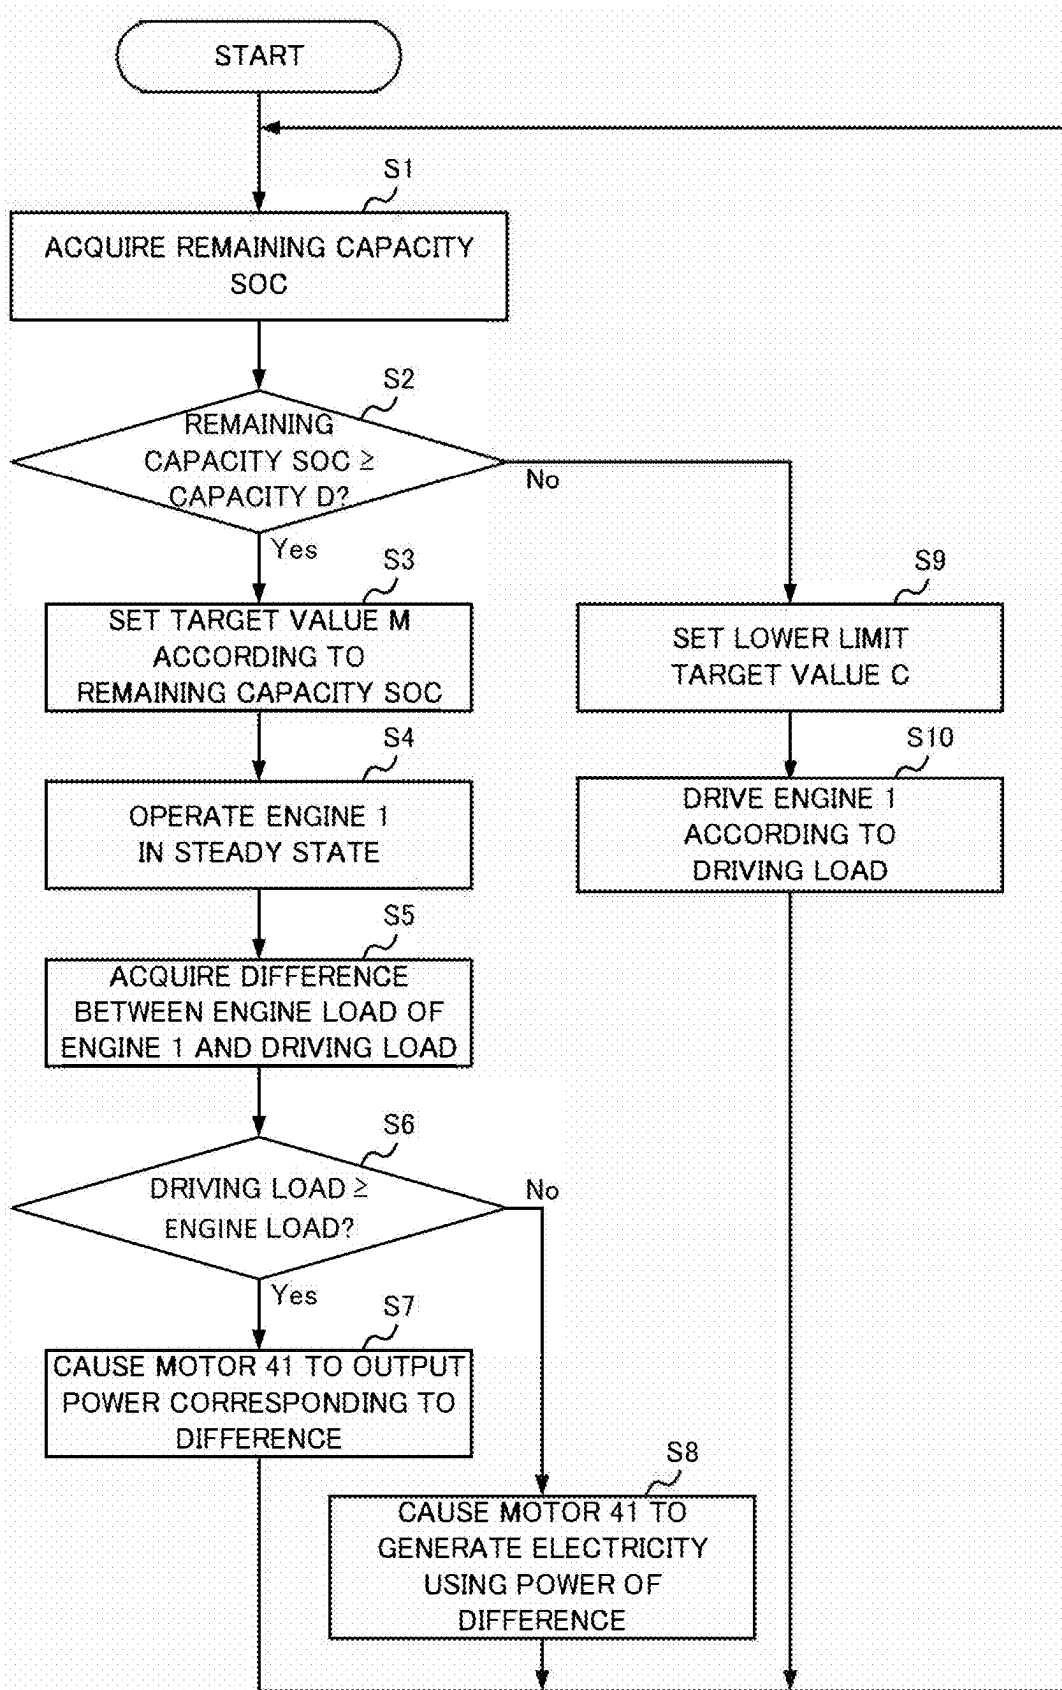 START
S1
ACQUIRE REMAINING CAPACITY
SOC
S2
REMAINING
CAPACITY SOC ≥
CAPACITY D?
No
Yes
S3
SET TARGET VALUE M
ACCORDING TO
REMAINING CAPACITY SOC
S9
SET LOWER LIMIT
TARGET VALUE C
S4
OPERATE ENGINE 1
IN STEADY STATE
S10
DRIVE ENGINE 1
ACCORDING TO
DRIVING LOAD
S5
ACQUIRE DIFFERENCE
BETWEEN ENGINE LOAD OF
ENGINE 1 AND DRIVING LOAD
S6
DRIVING LOAD ≥
ENGINE LOAD?
No
Yes
S7
CAUSE MOTOR 41 TO OUTPUT
POWER CORRESPONDING TO
DIFFERENCE
S8
CAUSE MOTOR 41 TO
GENERATE ELECTRICITY
USING POWER OF
DIFFERENCE